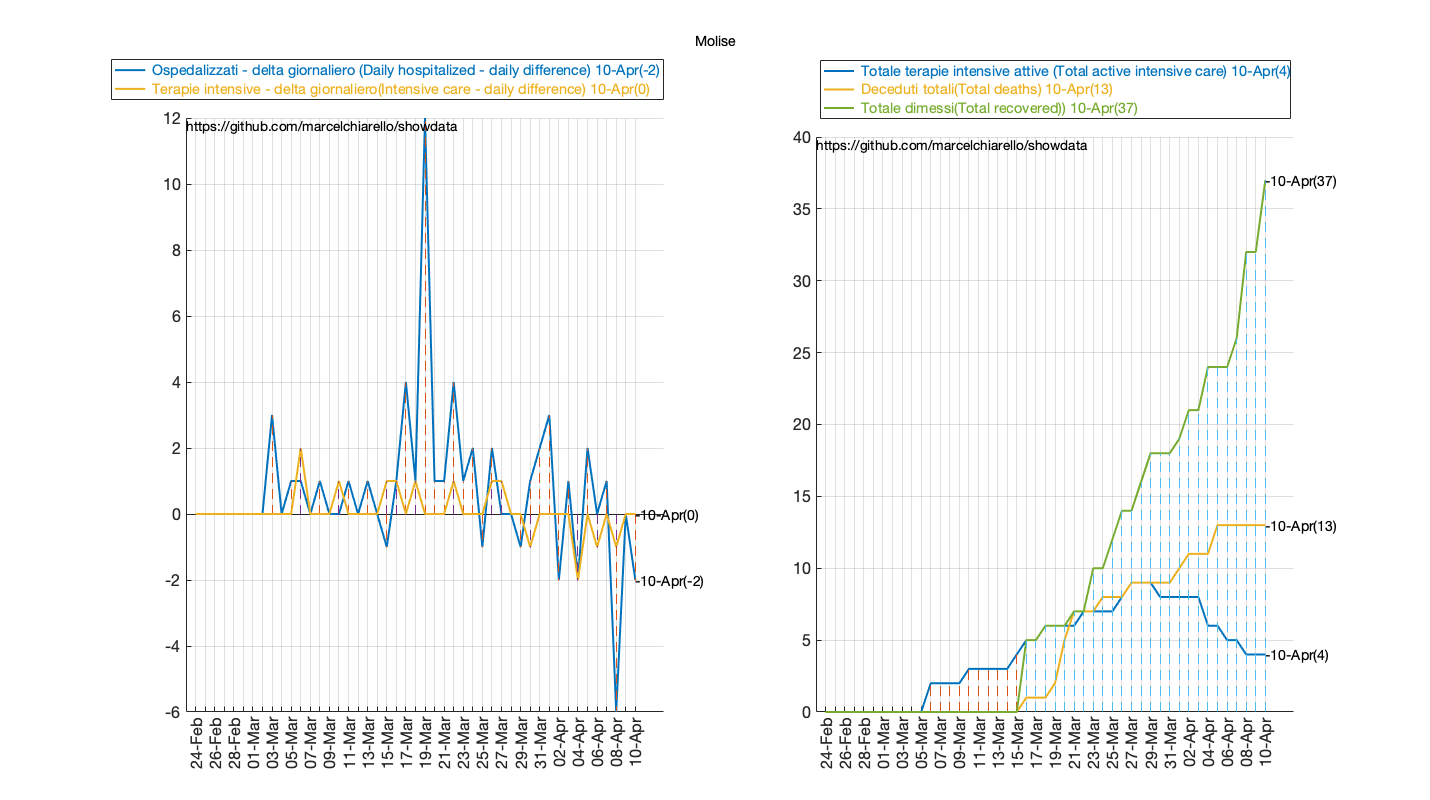 Molise
Ospedalizzati - delta giornaliero (Daily hospitalized - daily difference) 10-Apr(-2)
Terapie intensive - delta giornaliero(Intensive care - daily difference) 10-Apr(0)
https://github.com/marcelchiarello/showdata
12
10
8
6
4
2
0
-2
-4
-6
-10-Apr(0)
-10-Apr(-2)
24-Feb
26-Feb
28-Feb
01-Mar
03-Mar
05-Mar
07-Mar
09-Mar
11-Mar
13-Mar
15-Mar
17-Mar
19-Mar
21-Mar
23-Mar
25-Mar
27-Mar
29-Mar
31-Mar
02-Apr
04-Apr
06-Apr
08-Apr
10-Apr
Totale terapie intensive attive (Total active intensive care) 10-Apr(4)
Deceduti totali(Total deaths) 10-Apr(13)
Totale dimessi(Total recovered)) 10-Apr(37)
https://github.com/marcelchiarello/showdata
40
35
30
25
20
15
10
5
0
-10-Apr(37)
-10-Apr(13)
-10-Apr(4)
24-Feb
26-Feb
28-Feb
01-Mar
03-Mar
05-Mar
07-Mar
09-Mar
11-Mar
13-Mar
15-Mar
17-Mar
19-Mar
21-Mar
23-Mar
25-Mar
27-Mar
29-Mar
31-Mar
02-Apr
04-Apr
06-Apr
08-Apr
10-Apr